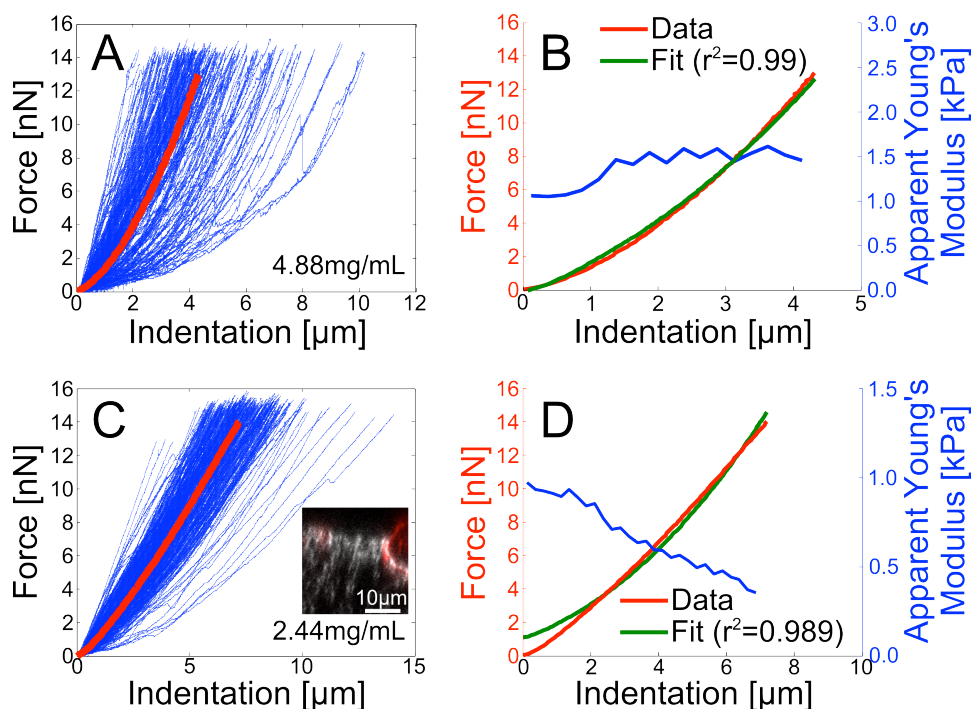 A
Force [nN]
16
14
12
10
8
6
4
2
0
0 2 4 6 8 10 12
Indentation [µm]
4.88mg/mL
B
Data
Fit (r²=0.99)
Force [nN]
16
14
12
10
8
6
4
2
0
0 1 2 3 4 5
Indentation [µm]
3.0
2.5
2.0
1.5
1.0
0.5
0.0
Apparent Young's
Modulus [kPa]
C
Force [nN]
16
14
12
10
8
6
4
2
0
0 5 10 15
Indentation [µm]
10µm
2.44mg/mL
D
Force [nN]
16
14
12
10
8
6
4
2
0
0 2 4 6 8 10
Indentation [µm]
Data
Fit (r²=0.989)
1.5
1.0
0.5
0.0
Apparent Young's
Modulus [kPa]